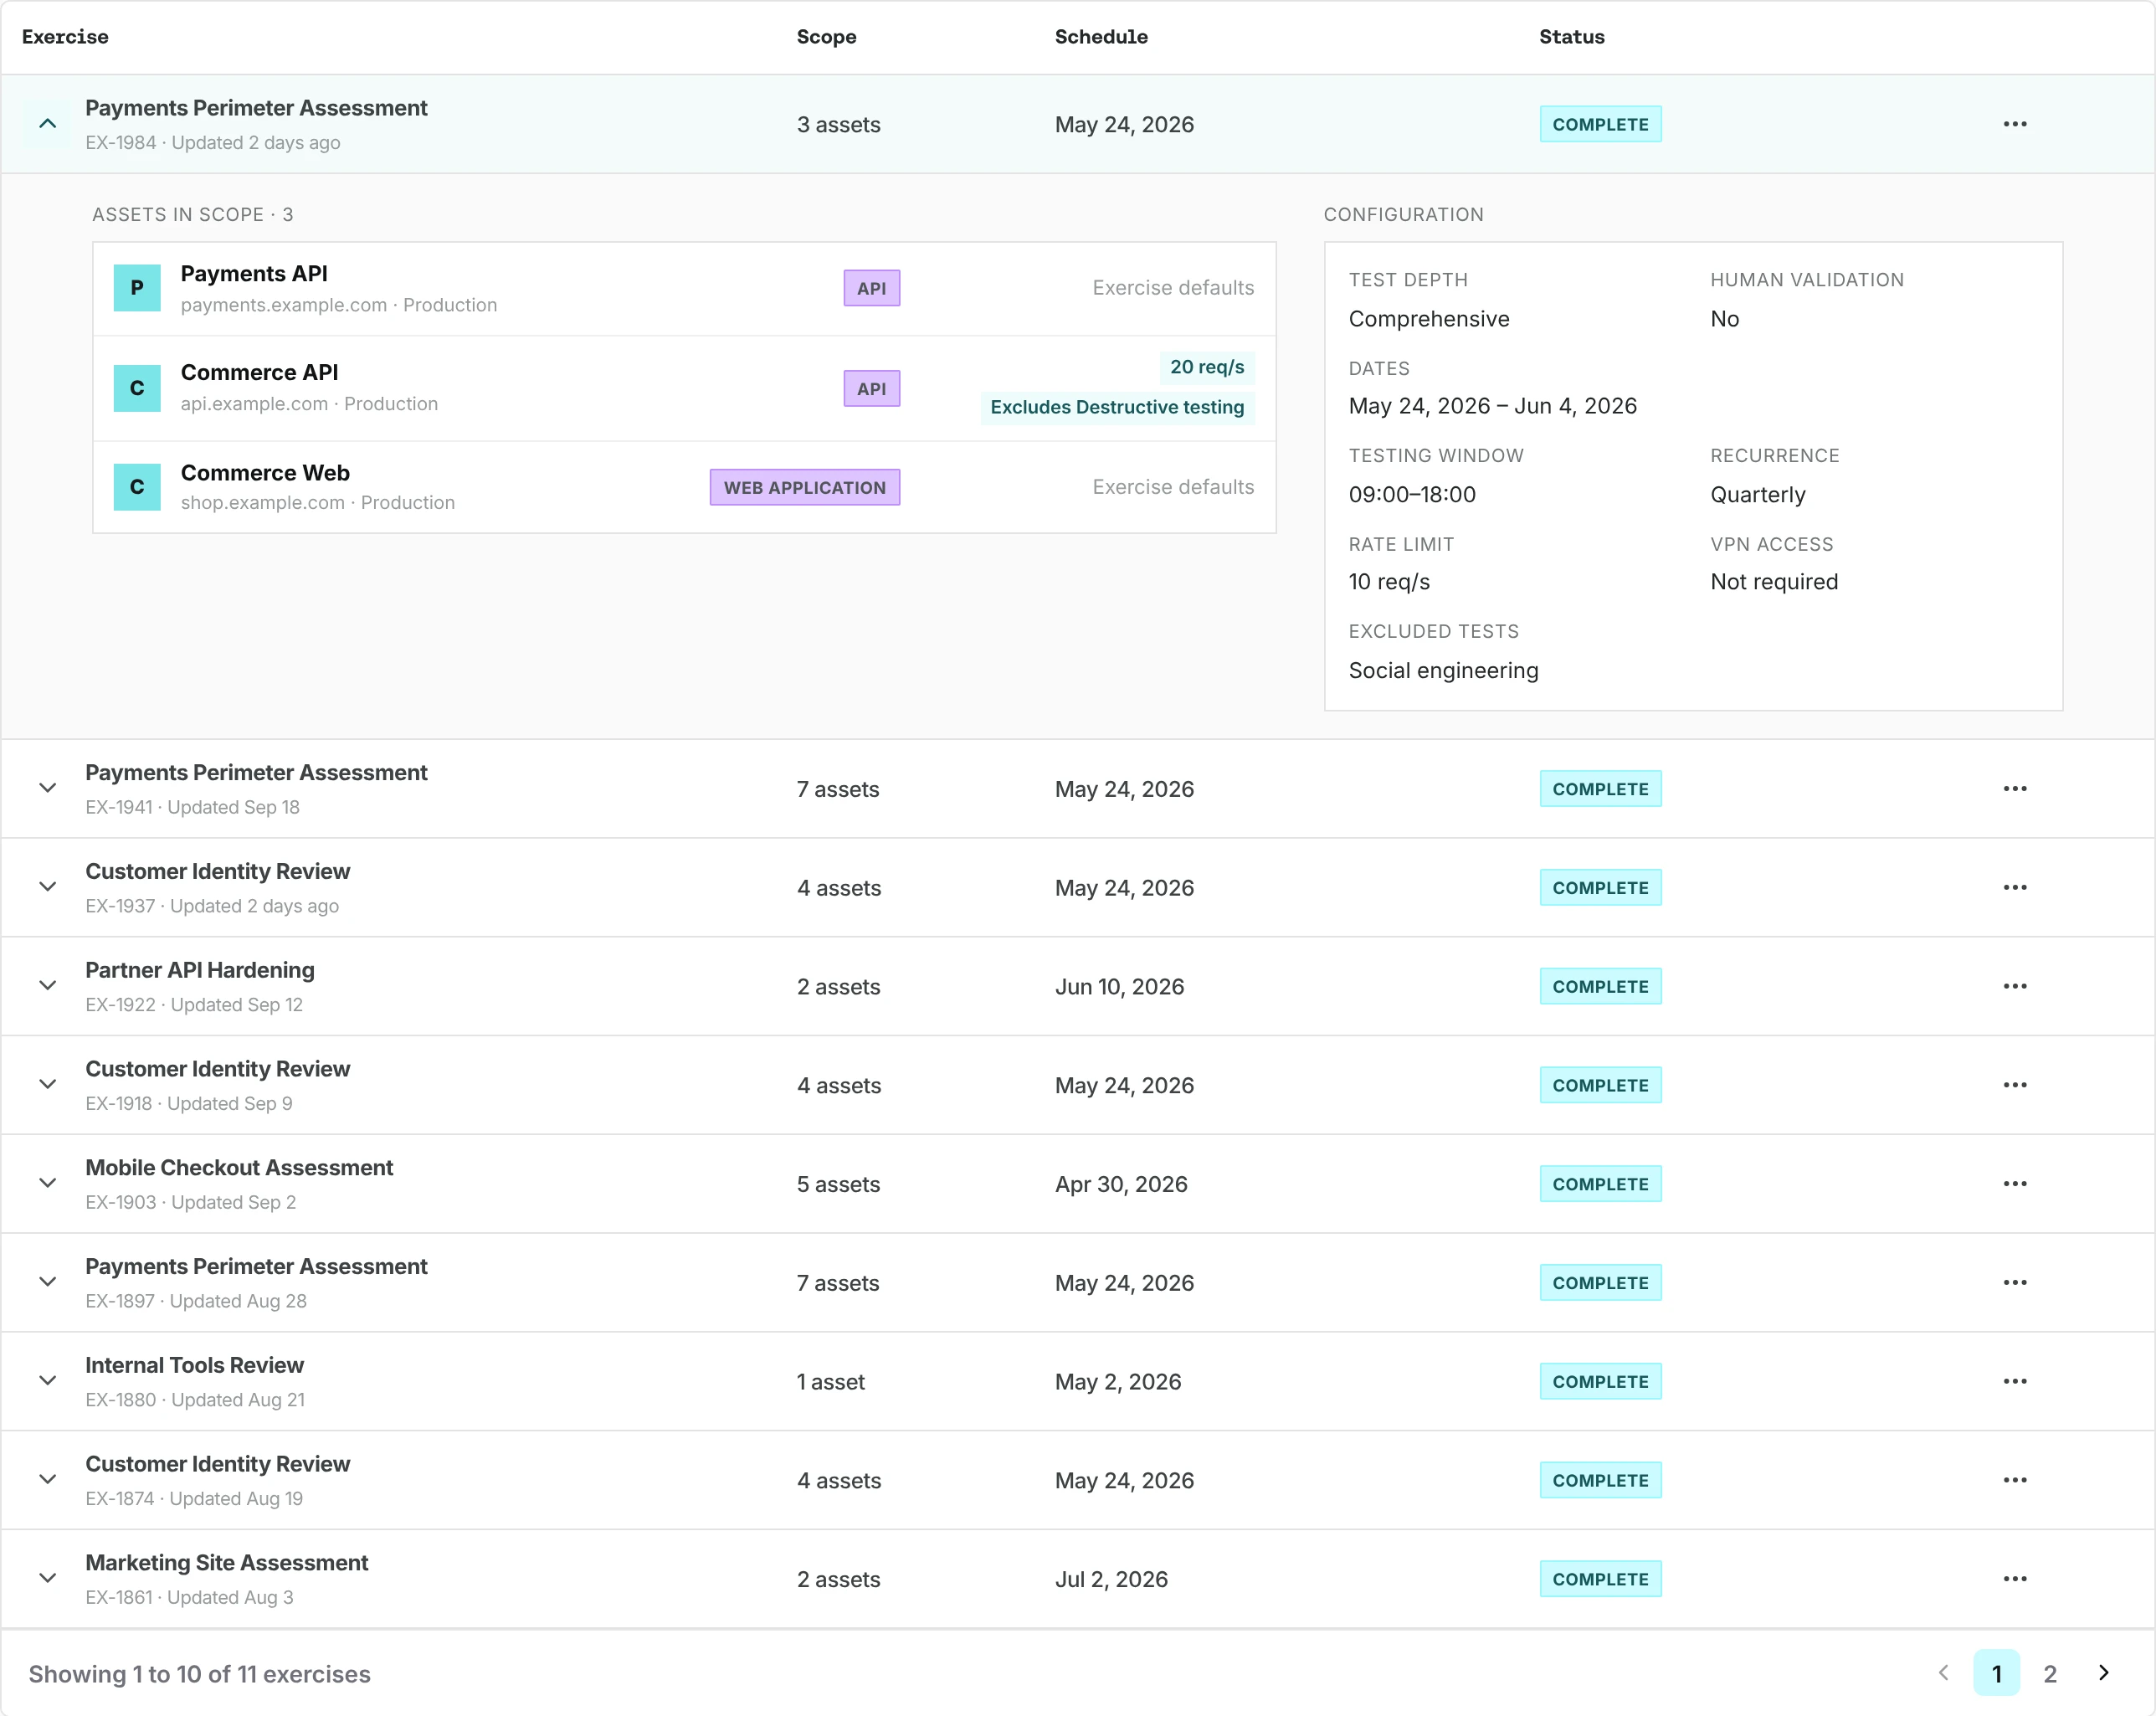 Exercise Scope Schedule Status
Payments Perimeter Assessment
EX-1984 · Updated 2 days ago
3 assets May 24, 2026 COMPLETE
ASSETS IN SCOPE · 3
P Payments API
payments.example.com · Production
API Exercise defaults
C Commerce API
api.example.com · Production
API 20 req/s
Excludes Destructive testing
C Commerce Web
shop.example.com · Production
WEB APPLICATION Exercise defaults
CONFIGURATION
TEST DEPTH HUMAN VALIDATION
Comprehensive No
DATES
May 24, 2026 – Jun 4, 2026
TESTING WINDOW RECURRENCE
09:00–18:00 Quarterly
RATE LIMIT VPN ACCESS
10 req/s Not required
EXCLUDED TESTS
Social engineering
Payments Perimeter Assessment
EX-1941 · Updated Sep 18
7 assets May 24, 2026 COMPLETE
Customer Identity Review
EX-1937 · Updated 2 days ago
4 assets May 24, 2026 COMPLETE
Partner API Hardening
EX-1922 · Updated Sep 12
2 assets Jun 10, 2026 COMPLETE
Customer Identity Review
EX-1918 · Updated Sep 9
4 assets May 24, 2026 COMPLETE
Mobile Checkout Assessment
EX-1903 · Updated Sep 2
5 assets Apr 30, 2026 COMPLETE
Payments Perimeter Assessment
EX-1897 · Updated Aug 28
7 assets May 24, 2026 COMPLETE
Internal Tools Review
EX-1880 · Updated Aug 21
1 asset May 2, 2026 COMPLETE
Customer Identity Review
EX-1874 · Updated Aug 19
4 assets May 24, 2026 COMPLETE
Marketing Site Assessment
EX-1861 · Updated Aug 3
2 assets Jul 2, 2026 COMPLETE
Showing 1 to 10 of 11 exercises 1 2